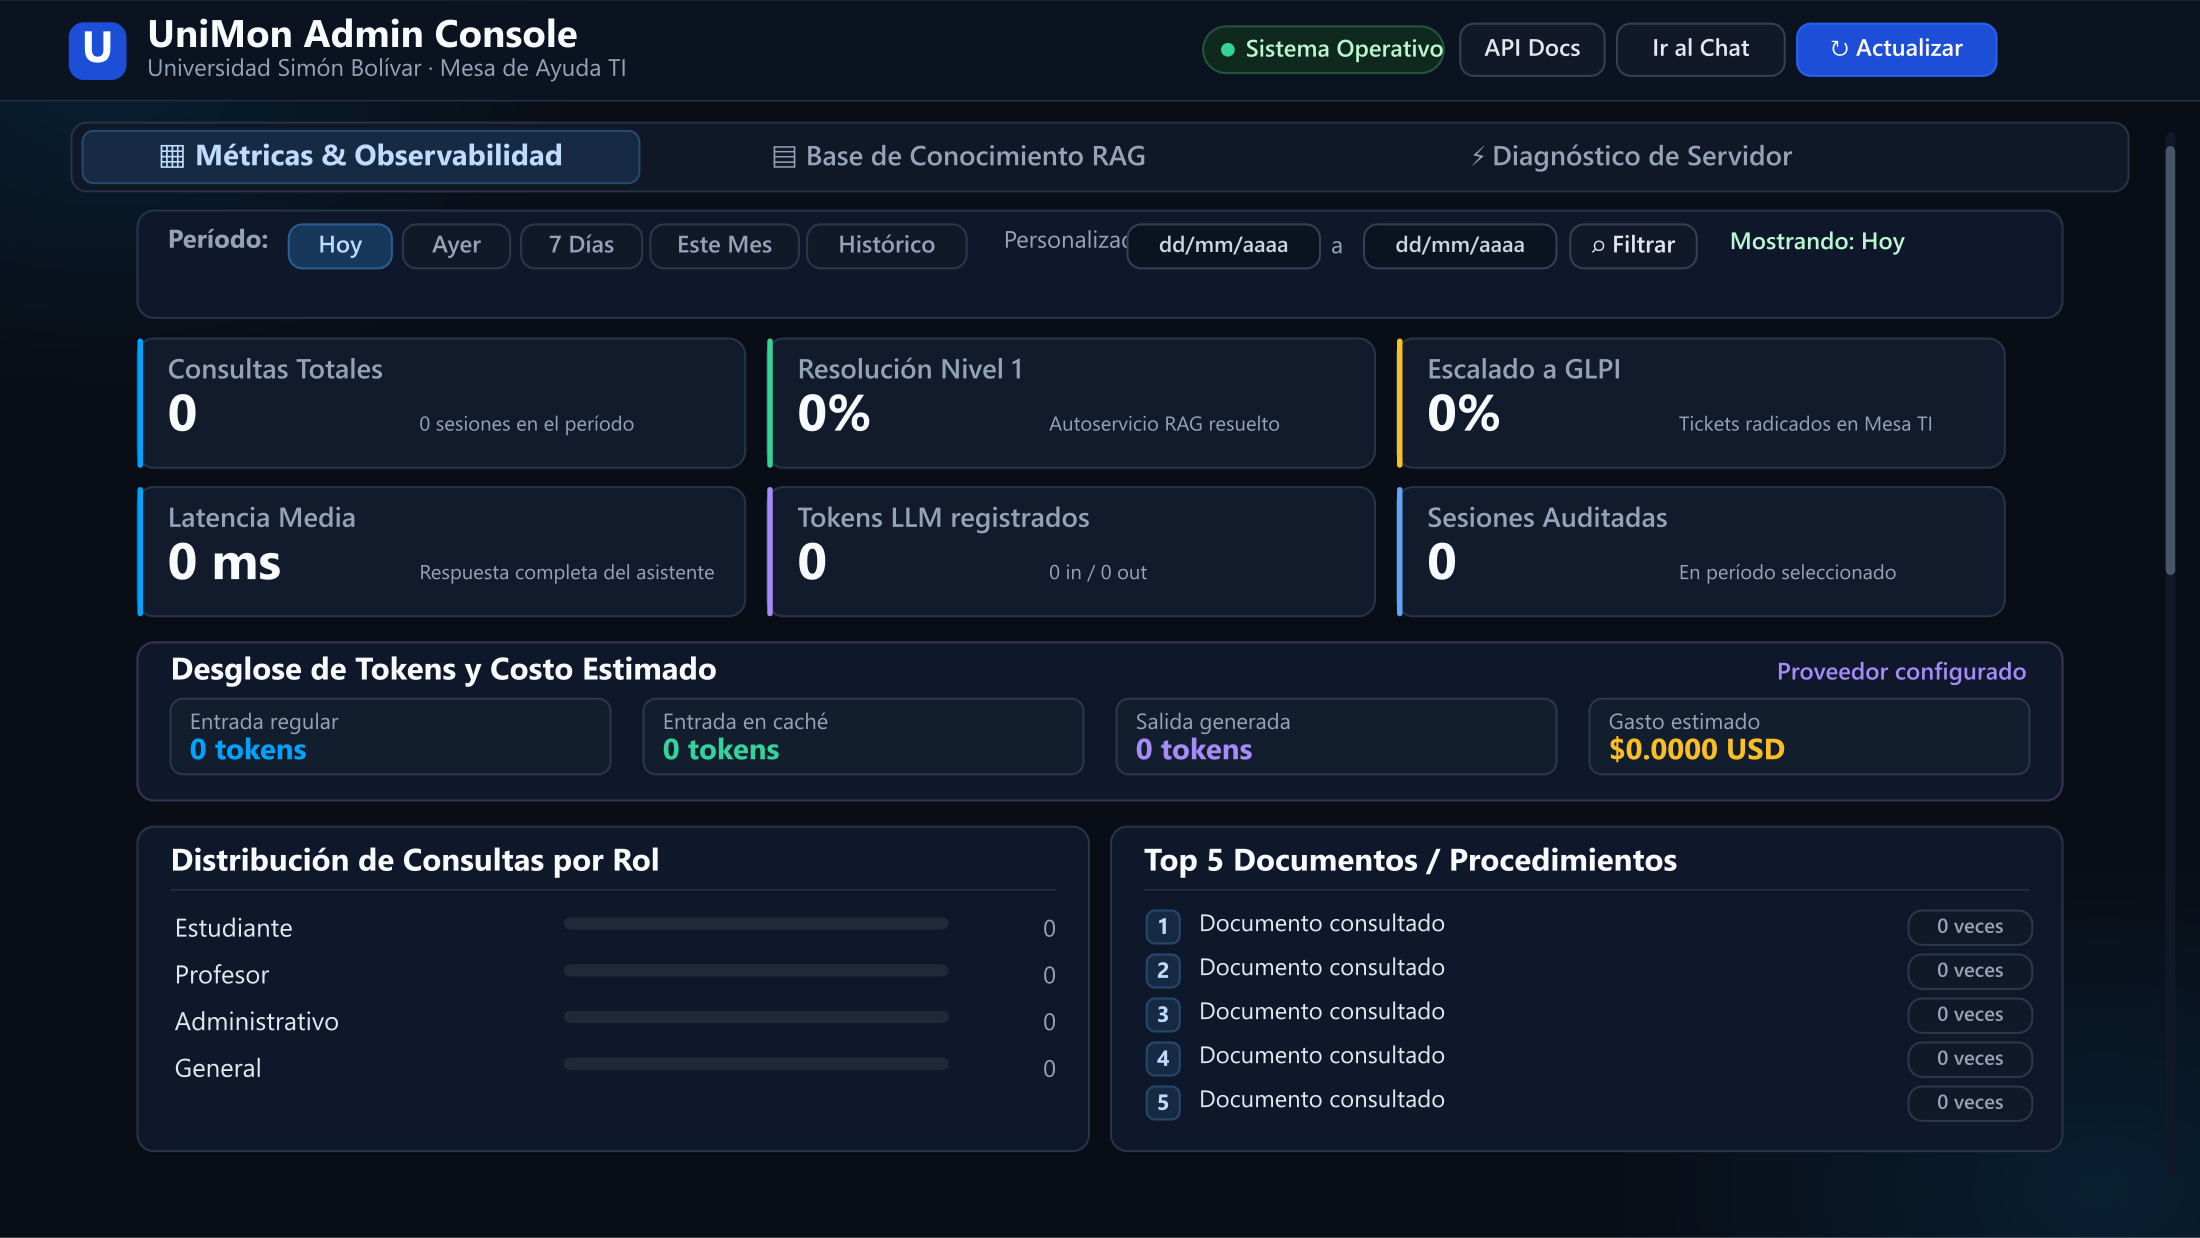 U
UniMon Admin Console
Universidad Simón Bolívar · Mesa de Ayuda TI
● Sistema Operativo
API Docs
Ir al Chat
↻ Actualizar
▦ Métricas & Observabilidad
▤ Base de Conocimiento RAG
⚡ Diagnóstico de Servidor
Período:
Hoy
Ayer
7 Días
Este Mes
Histórico
Personalizac
dd/mm/aaaa
a
dd/mm/aaaa
⌕ Filtrar
Mostrando: Hoy
Consultas Totales
0
0 sesiones en el período
Resolución Nivel 1
0%
Autoservicio RAG resuelto
Escalado a GLPI
0%
Tickets radicados en Mesa TI
Latencia Media
0 ms
Respuesta completa del asistente
Tokens LLM registrados
0
0 in / 0 out
Sesiones Auditadas
0
En período seleccionado
Desglose de Tokens y Costo Estimado
Proveedor configurado
Entrada regular
0 tokens
Entrada en caché
0 tokens
Salida generada
0 tokens
Gasto estimado
$0.0000 USD
Distribución de Consultas por Rol
Estudiante 0
Profesor 0
Administrativo 0
General 0
Top 5 Documentos / Procedimientos
1 Documento consultado 0 veces
2 Documento consultado 0 veces
3 Documento consultado 0 veces
4 Documento consultado 0 veces
5 Documento consultado 0 veces